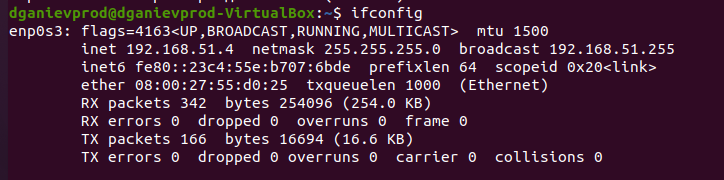 dganievprod@dganievprod-VirtualBox:~$ ifconfig
enp0s3: flags=4163<UP,BROADCAST,RUNNING,MULTICAST>  mtu 1500
        inet 192.168.51.4  netmask 255.255.255.0  broadcast 192.168.51.255
        inet6 fe80::23c4:55e:b707:6bde  prefixlen 64  scopeid 0x20<link>
        ether 08:00:27:55:d0:25  txqueuelen 1000  (Ethernet)
        RX packets 342  bytes 254096 (254.0 KB)
        RX errors 0  dropped 0  overruns 0  frame 0
        TX packets 166  bytes 16694 (16.6 KB)
        TX errors 0  dropped 0 overruns 0  carrier 0  collisions 0